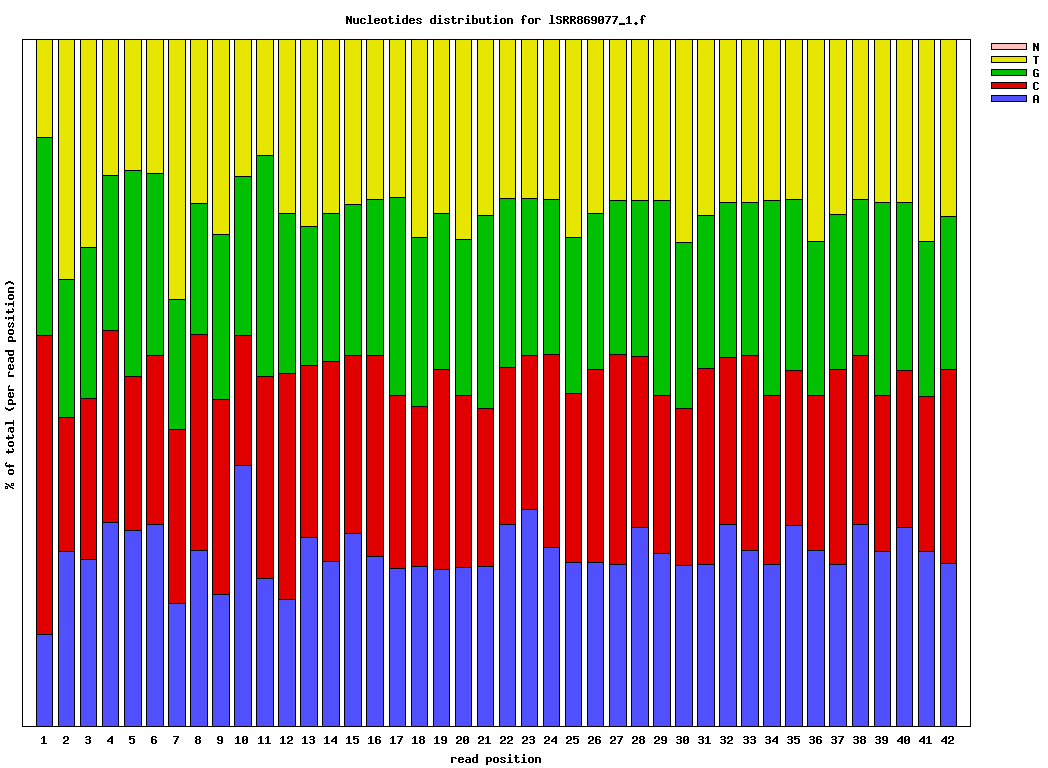 Nucleotides distribution for lSRR869077_1.f
N
T
G
C
A
% of total (per read position)
1 2 3 4 5 6 7 8 9 10 11 12 13 14 15 16 17 18 19 20 21 22 23 24 25 26 27 28 29 30 31 32 33 34 35 36 37 38 39 40 41 42
read position